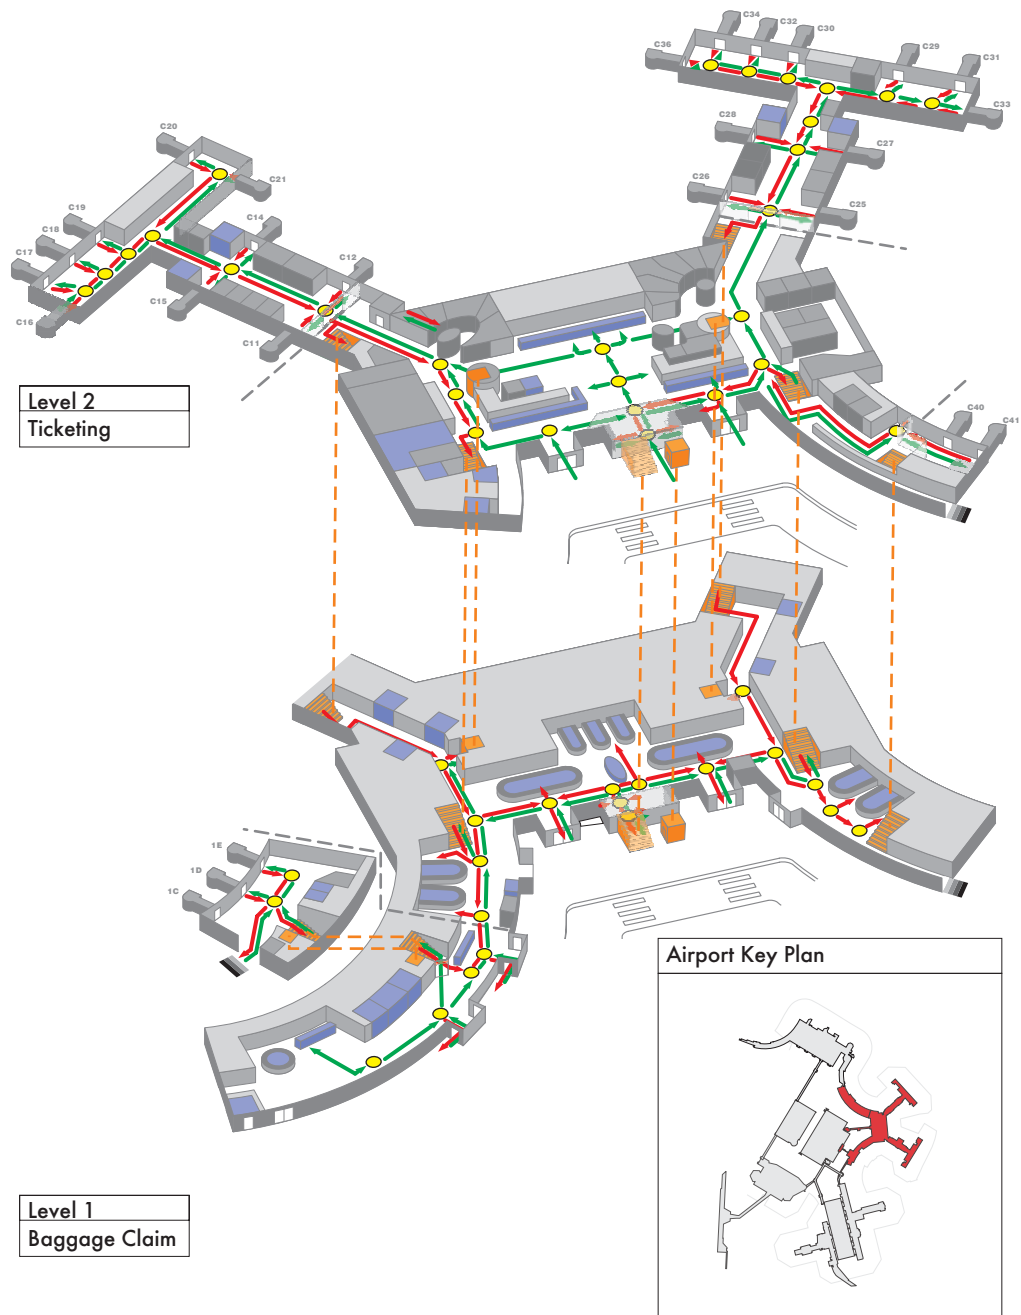 C34
C32
C30
C36
C29
C31
C33
C28
C27
C26
C25
C20
C21
C19
C18
C17
C16
C14
C12
C15
C11
C40
C41
Level 2
Ticketing
1E
1D
1C
Airport Key Plan
Level 1
Baggage Claim